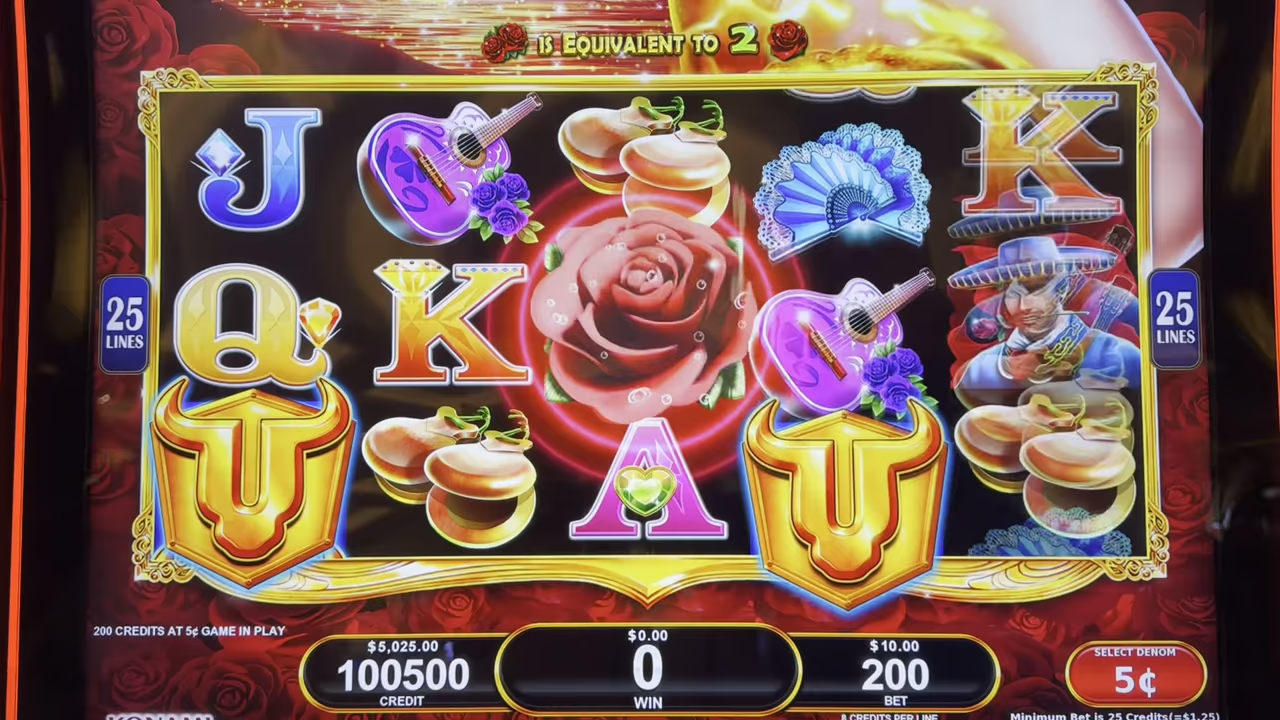 IS EQUIVALENT TO 2
J
K
Q
K
25
LINES
25
LINES
A
200 CREDITS AT 5¢ GAME IN PLAY
$5,025.00
100500
CREDIT
$0.00
0
WIN
$10.00
200
BET
SELECT DENOM
5¢
KONAMI
8 CREDITS PER LINE
Minimum Bet is 25 Credits(=$1.25)